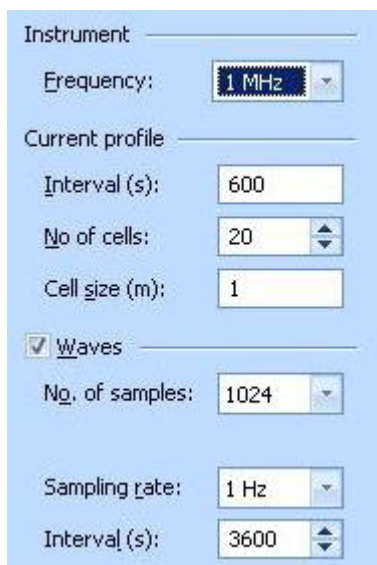 Instrument
Frequency: 1 MHz
Current profile
Interval (s): 600
No of cells: 20
Cell size (m): 1
Waves
No. of samples: 1024
Sampling rate: 1 Hz
Interval (s): 3600